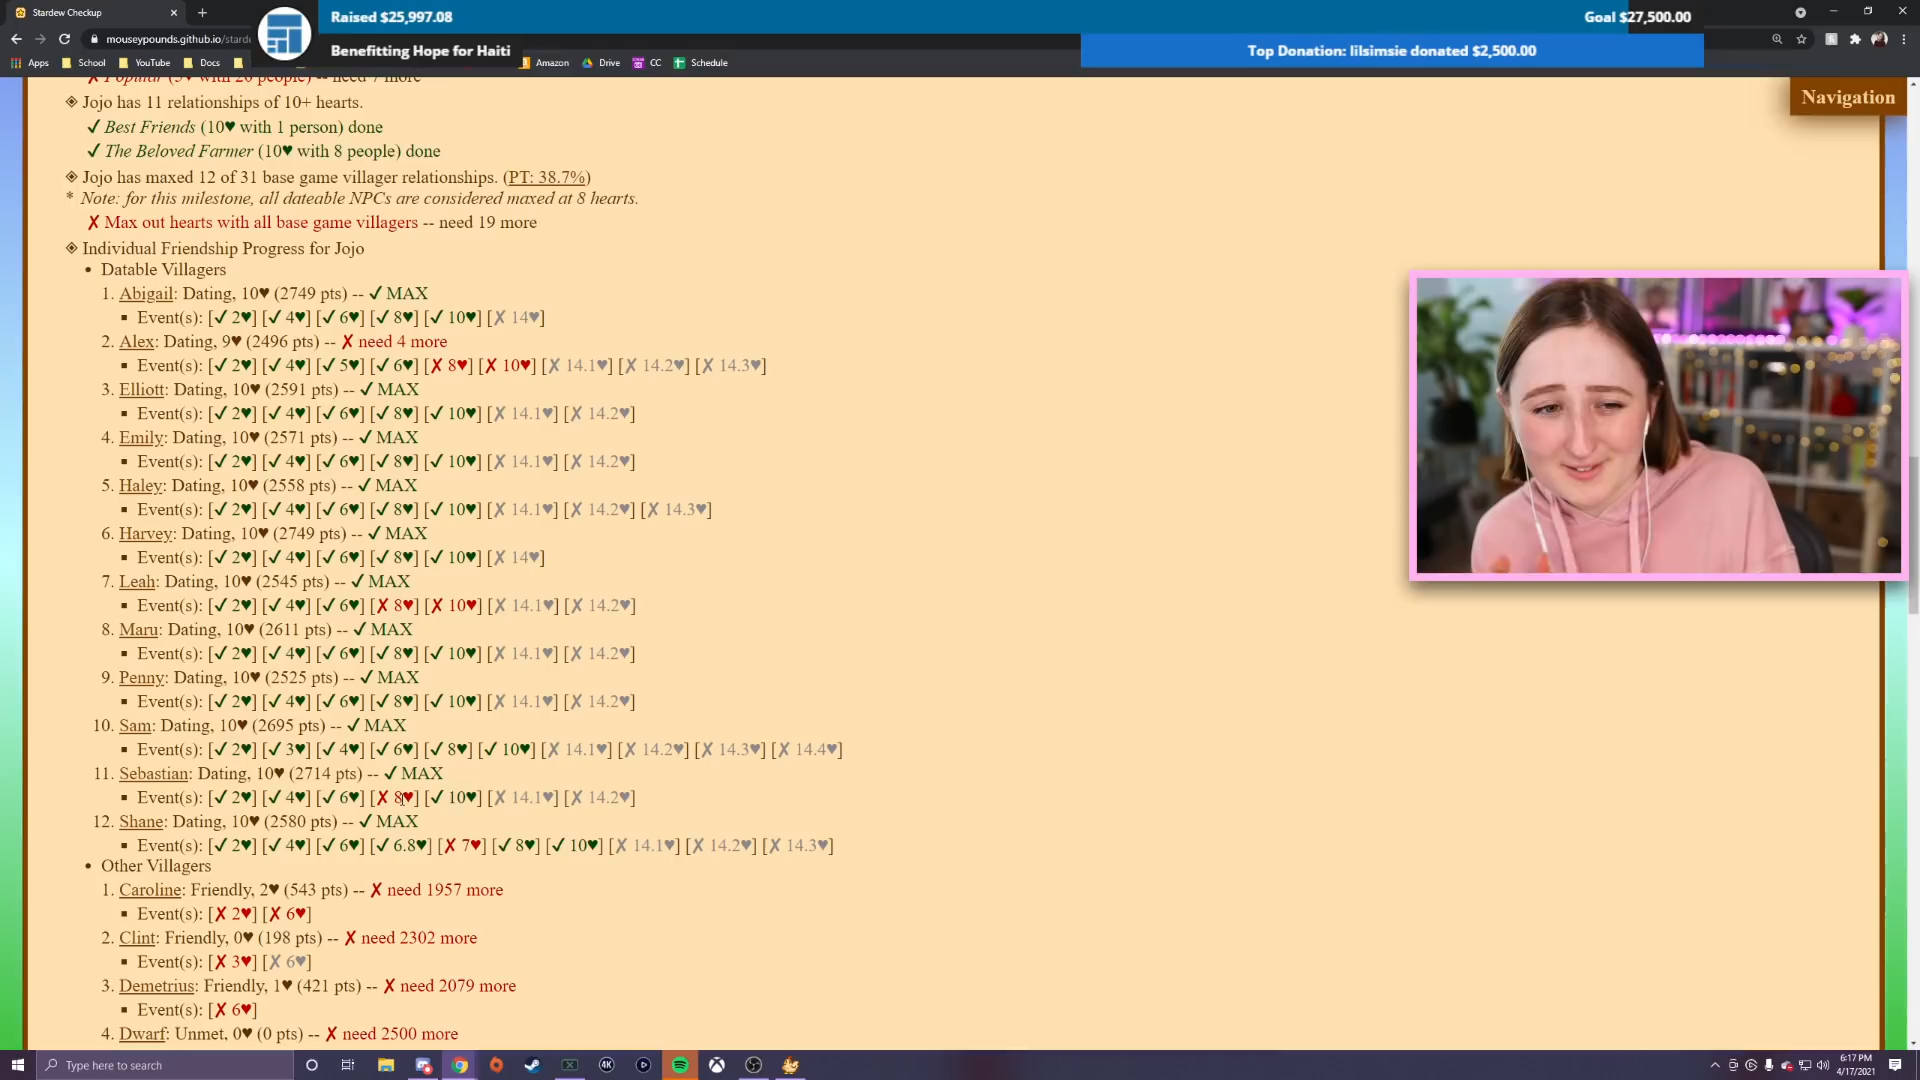 Stardew Checkup
Raised $25,997.08
Goal $27,500.00
mouseypounds.github.io/stard
Benefitting Hope for Haiti
Top Donation: lilsimsie donated $2,500.00
Apps
School
YouTube
Docs
Amazon
Drive
CC
Schedule
Navigation
✗ Popular (5♥ with 20 people) -- need 7 more
◈ Jojo has 11 relationships of 10+ hearts.
✓ Best Friends (10♥ with 1 person) done
✓ The Beloved Farmer (10♥ with 8 people) done
◈ Jojo has maxed 12 of 31 base game villager relationships. (PT: 38.7%)
* Note: for this milestone, all dateable NPCs are considered maxed at 8 hearts.
✗ Max out hearts with all base game villagers -- need 19 more
◈ Individual Friendship Progress for Jojo
• Datable Villagers
1. Abigail: Dating, 10♥ (2749 pts) -- ✓ MAX
▪ Event(s): [✓ 2♥] [✓ 4♥] [✓ 6♥] [✓ 8♥] [✓ 10♥] [✗ 14♥]
2. Alex: Dating, 9♥ (2496 pts) -- ✗ need 4 more
▪ Event(s): [✓ 2♥] [✓ 4♥] [✓ 5♥] [✓ 6♥] [✗ 8♥] [✗ 10♥] [✗ 14.1♥] [✗ 14.2♥] [✗ 14.3♥]
3. Elliott: Dating, 10♥ (2591 pts) -- ✓ MAX
▪ Event(s): [✓ 2♥] [✓ 4♥] [✓ 6♥] [✓ 8♥] [✓ 10♥] [✗ 14.1♥] [✗ 14.2♥]
4. Emily: Dating, 10♥ (2571 pts) -- ✓ MAX
▪ Event(s): [✓ 2♥] [✓ 4♥] [✓ 6♥] [✓ 8♥] [✓ 10♥] [✗ 14.1♥] [✗ 14.2♥]
5. Haley: Dating, 10♥ (2558 pts) -- ✓ MAX
▪ Event(s): [✓ 2♥] [✓ 4♥] [✓ 6♥] [✓ 8♥] [✓ 10♥] [✗ 14.1♥] [✗ 14.2♥] [✗ 14.3♥]
6. Harvey: Dating, 10♥ (2749 pts) -- ✓ MAX
▪ Event(s): [✓ 2♥] [✓ 4♥] [✓ 6♥] [✓ 8♥] [✓ 10♥] [✗ 14♥]
7. Leah: Dating, 10♥ (2545 pts) -- ✓ MAX
▪ Event(s): [✓ 2♥] [✓ 4♥] [✓ 6♥] [✗ 8♥] [✗ 10♥] [✗ 14.1♥] [✗ 14.2♥]
8. Maru: Dating, 10♥ (2611 pts) -- ✓ MAX
▪ Event(s): [✓ 2♥] [✓ 4♥] [✓ 6♥] [✓ 8♥] [✓ 10♥] [✗ 14.1♥] [✗ 14.2♥]
9. Penny: Dating, 10♥ (2525 pts) -- ✓ MAX
▪ Event(s): [✓ 2♥] [✓ 4♥] [✓ 6♥] [✓ 8♥] [✓ 10♥] [✗ 14.1♥] [✗ 14.2♥]
10. Sam: Dating, 10♥ (2695 pts) -- ✓ MAX
▪ Event(s): [✓ 2♥] [✓ 3♥] [✓ 4♥] [✓ 6♥] [✓ 8♥] [✓ 10♥] [✗ 14.1♥] [✗ 14.2♥] [✗ 14.3♥] [✗ 14.4♥]
11. Sebastian: Dating, 10♥ (2714 pts) -- ✓ MAX
▪ Event(s): [✓ 2♥] [✓ 4♥] [✓ 6♥] [✗ 8♥] [✓ 10♥] [✗ 14.1♥] [✗ 14.2♥]
12. Shane: Dating, 10♥ (2580 pts) -- ✓ MAX
▪ Event(s): [✓ 2♥] [✓ 4♥] [✓ 6♥] [✓ 6.8♥] [✗ 7♥] [✓ 8♥] [✓ 10♥] [✗ 14.1♥] [✗ 14.2♥] [✗ 14.3♥]
• Other Villagers
1. Caroline: Friendly, 2♥ (543 pts) -- ✗ need 1957 more
▪ Event(s): [✗ 2♥] [✗ 6♥]
2. Clint: Friendly, 0♥ (198 pts) -- ✗ need 2302 more
▪ Event(s): [✗ 3♥] [✗ 6♥]
3. Demetrius: Friendly, 1♥ (421 pts) -- ✗ need 2079 more
▪ Event(s): [✗ 6♥]
4. Dwarf: Unmet, 0♥ (0 pts) -- ✗ need 2500 more
Type here to search
4K
6:17 PM
4/17/2021